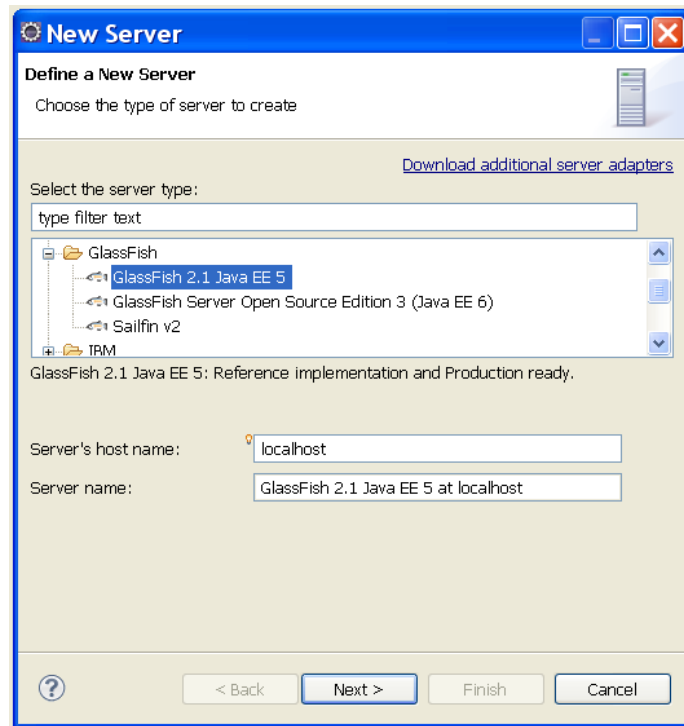 New Server
Define a New Server
Choose the type of server to create
Download additional server adapters
Select the server type:
type filter text
GlassFish
GlassFish 2.1 Java EE 5
GlassFish Server Open Source Edition 3 (Java EE 6)
Sailfin v2
IBM
GlassFish 2.1 Java EE 5: Reference implementation and Production ready.
Server's host name: localhost
Server name: GlassFish 2.1 Java EE 5 at localhost
? < Back Next > Finish Cancel